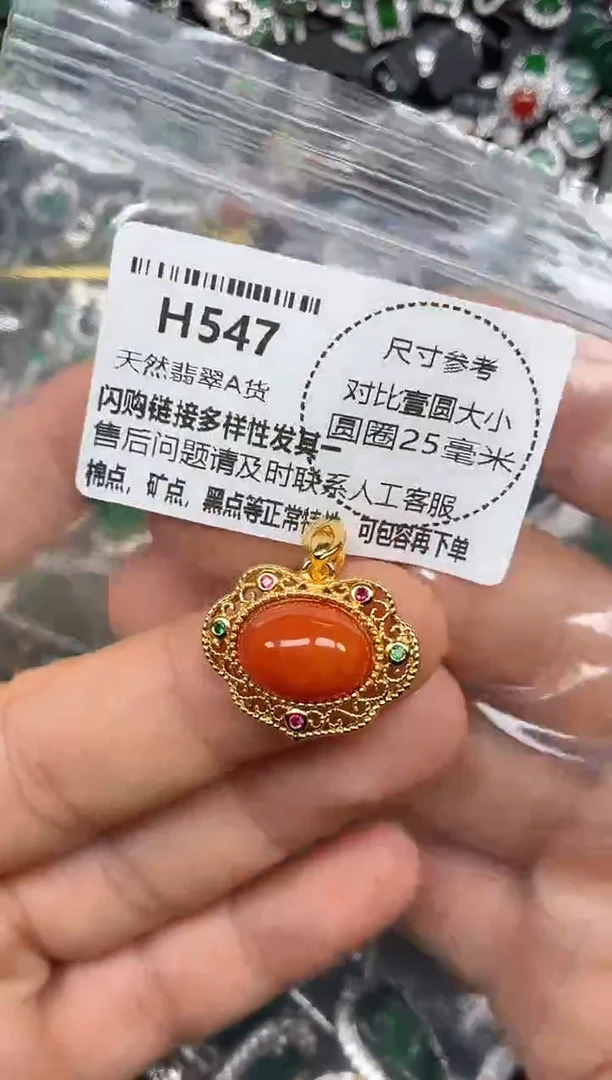 H547
天然翡翠A货
闪购链接多样性发其一
售后问题请及时联系人工客服
棉点，矿点，黑点等正常特 可包容再下单
尺寸参考
对比壹圆大小
圆圈25毫米